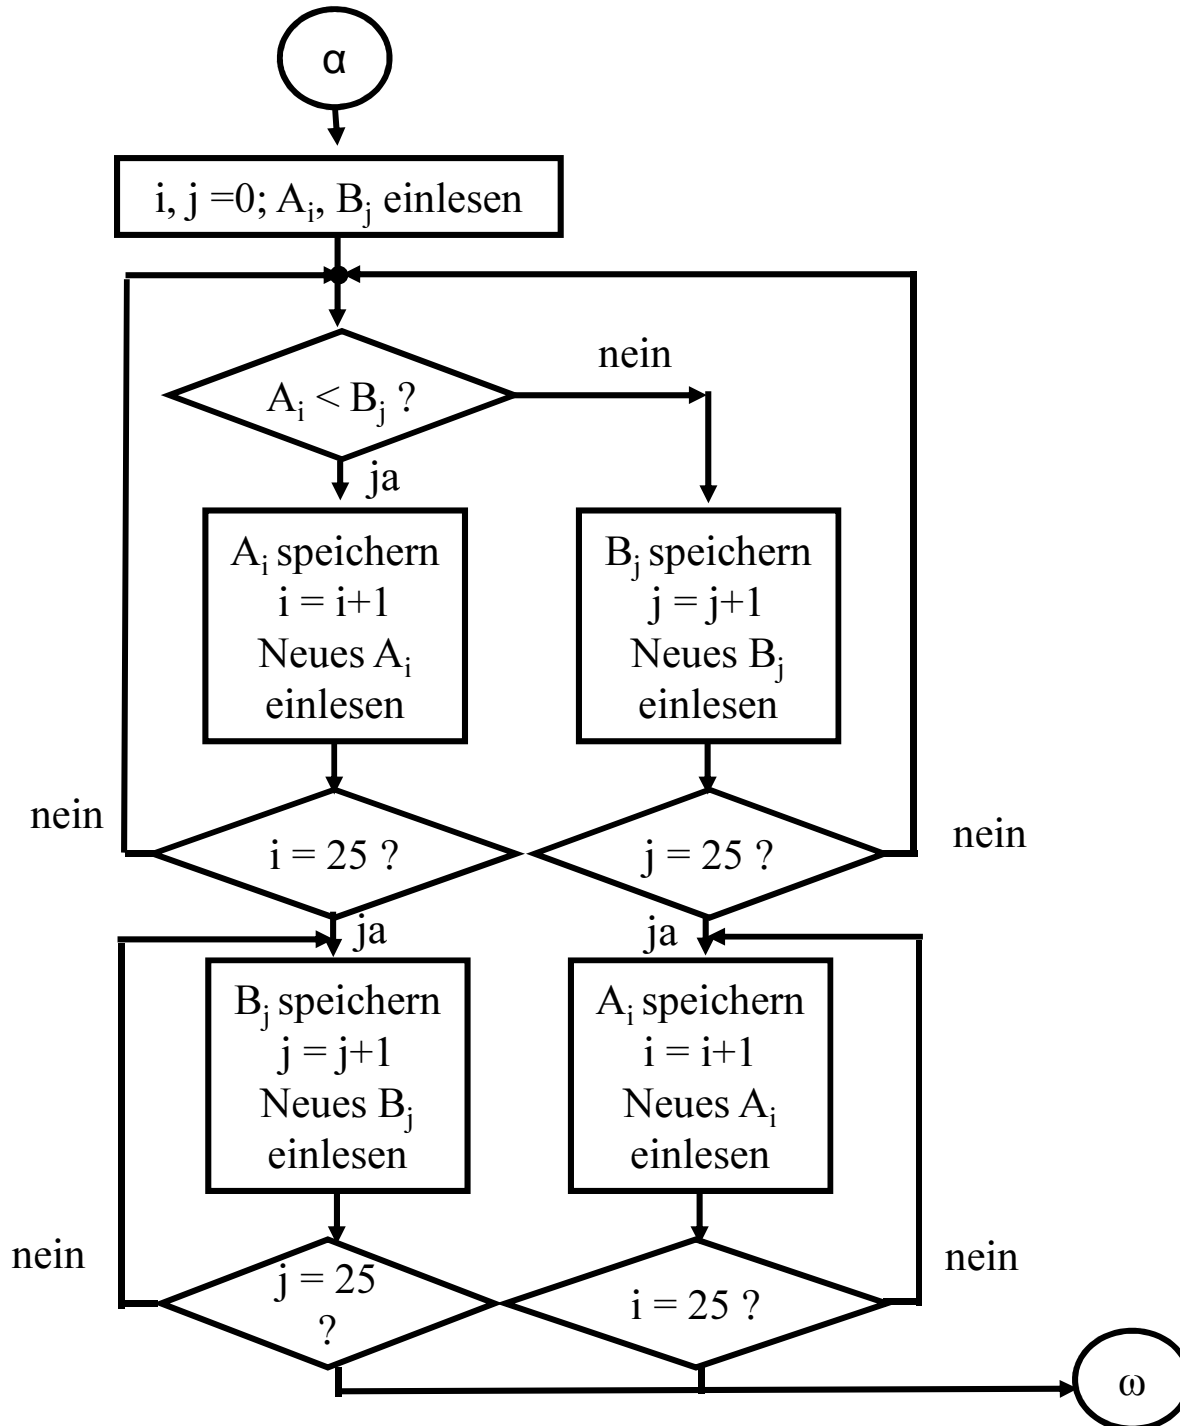 α
i, j =0; Ai, Bj einlesen
nein
Ai < Bj ?
ja
Ai speichern
i = i+1
Neues Ai
einlesen
Bj speichern
j = j+1
Neues Bj
einlesen
nein
i = 25 ?
j = 25 ?
nein
ja
ja
Bj speichern
j = j+1
Neues Bj
einlesen
Ai speichern
i = i+1
Neues Ai
einlesen
nein
j = 25
?
i = 25 ?
nein
ω